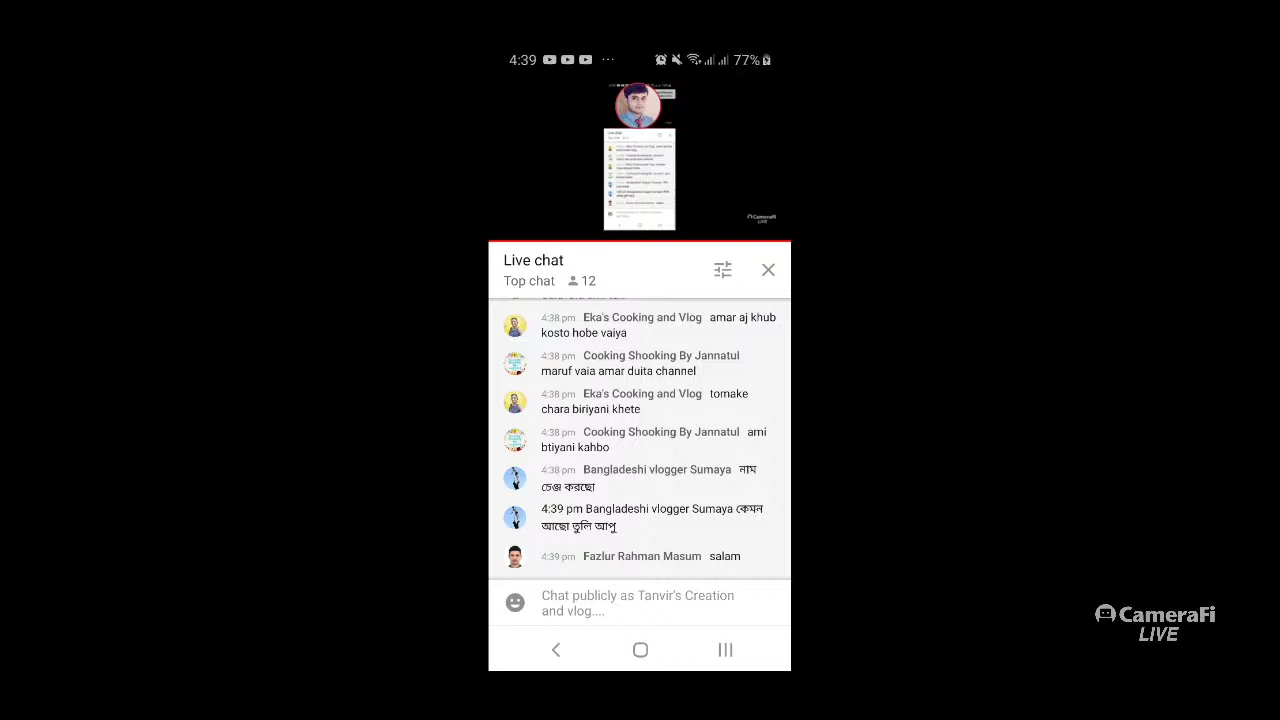 4:39 77%
Live chat
Top chat 12
4:38 pm Eka's Cooking and Vlog amar aj khub
kosto hobe vaiya
4:38 pm Cooking Shooking By Jannatul
maruf vaia amar duita channel
4:38 pm Eka's Cooking and Vlog tomake
chara biriyani khete
4:38 pm Cooking Shooking By Jannatul ami
btiyani kahbo
4:38 pm Bangladeshi vlogger Sumaya নাম
চেঞ্জ করছো
4:39 pm Bangladeshi vlogger Sumaya কেমন
আছো তুলি আপু
4:39 pm Fazlur Rahman Masum salam
Chat publicly as Tanvir's Creation
and vlog....
CameraFi
LIVE
CameraFi
LIVE